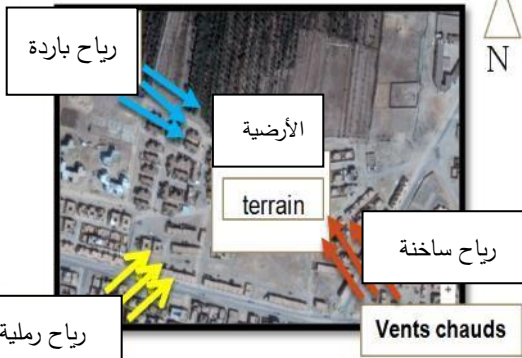 رياح باردة
N
الأرضية
terrain
رياح ساخنة
رياح رملية
Vents chauds